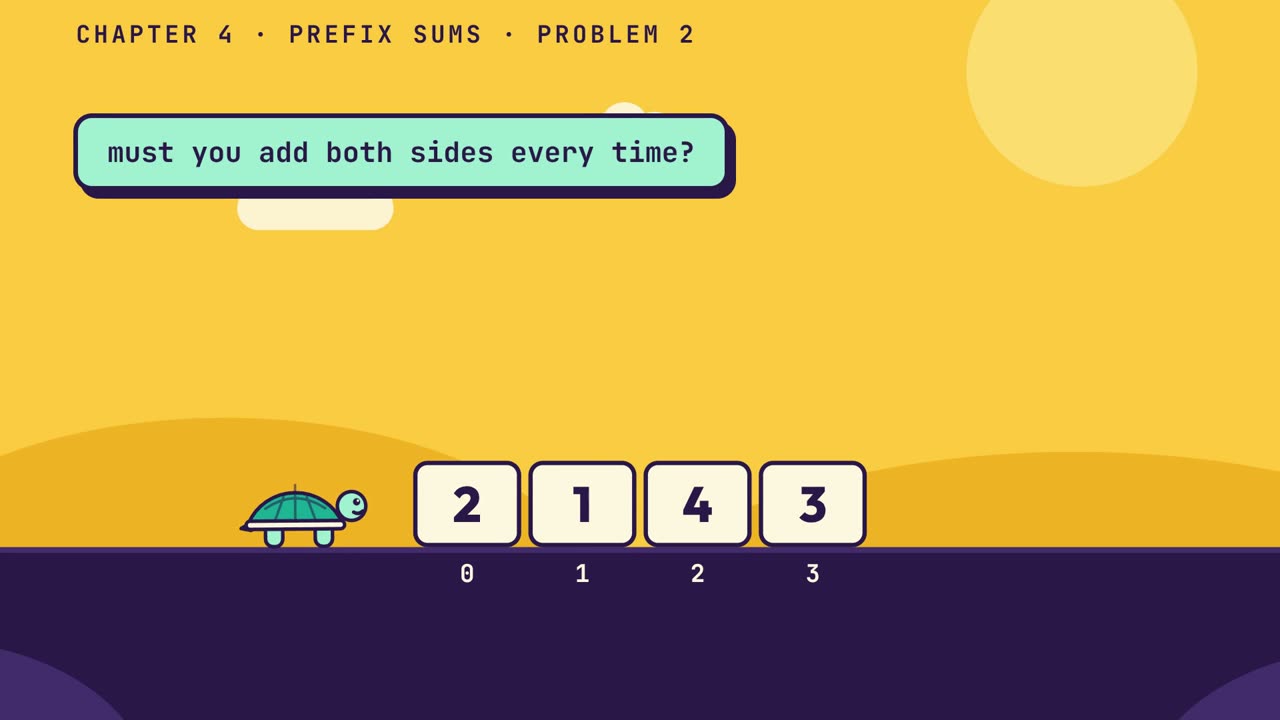 CHAPTER 4 · PREFIX SUMS · PROBLEM 2
must you add both sides every time?
2 1 4 3
0 1 2 3